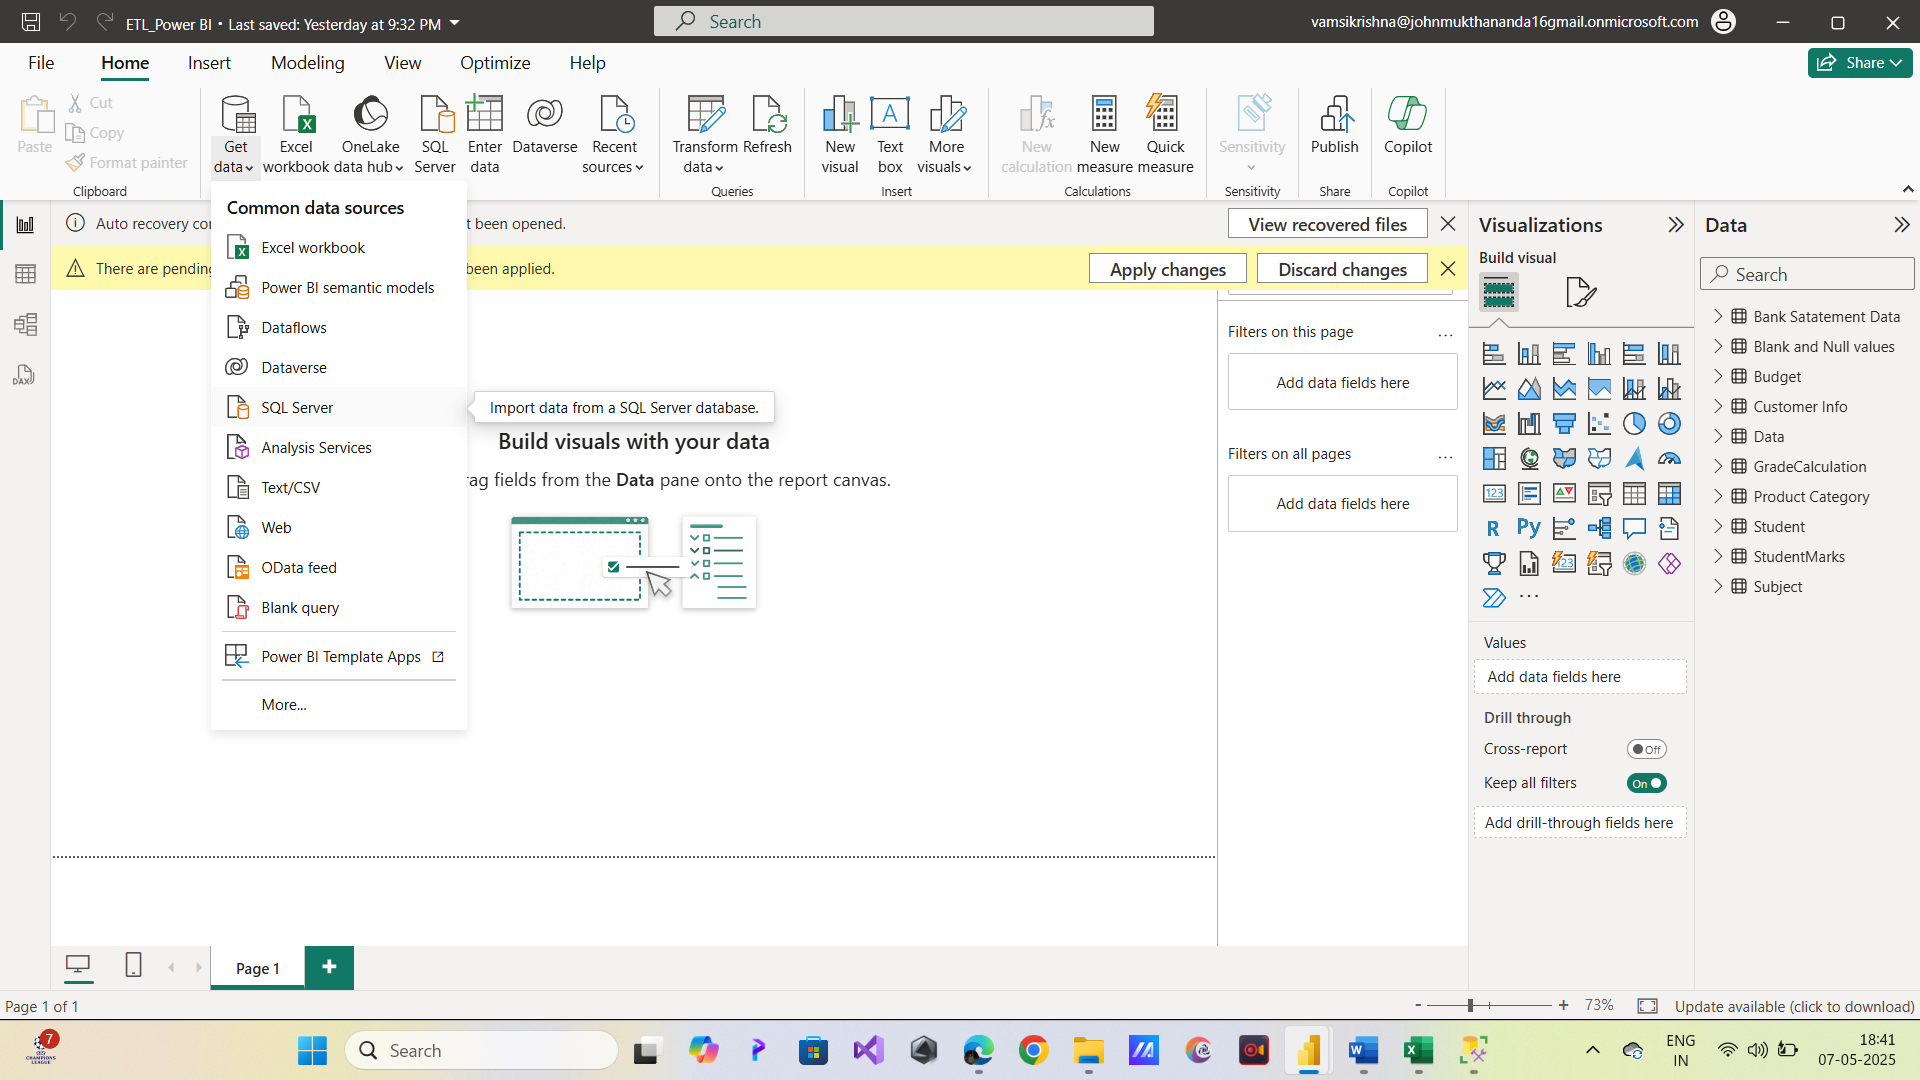 ETL_Power BI • Last saved: Yesterday at 9:32 PM
Search
vamsikrishna@johnmukthananda16gmail.onmicrosoft.com
File
Home
Insert
Modeling
View
Optimize
Help
Share
Paste
Cut
Copy
Format painter
Clipboard
Get data
Excel workbook
OneLake data hub
SQL Server
Enter data
Dataverse
Recent sources
Transform data
Refresh
Queries
New visual
Text box
More visuals
Insert
New calculation
New measure
Quick measure
Calculations
Sensitivity
Sensitivity
Publish
Share
Copilot
Copilot
Common data sources
Excel workbook
Power BI semantic models
Dataflows
Dataverse
SQL Server
Analysis Services
Text/CSV
Web
OData feed
Blank query
Power BI Template Apps
More...
Import data from a SQL Server database.
Auto recovery co
t been opened.
View recovered files
There are pending
been applied.
Apply changes
Discard changes
Build visuals with your data
ag fields from the Data pane onto the report canvas.
Filters on this page
...
Add data fields here
Filters on all pages
...
Add data fields here
Visualizations
Build visual
123
R
Py
123
...
Values
Add data fields here
Drill through
Cross-report
Off
Keep all filters
On
Add drill-through fields here
Data
Search
Bank Satatement Data
Blank and Null values
Budget
Customer Info
Data
GradeCalculation
Product Category
Student
StudentMarks
Subject
DAX
Page 1
+
Page 1 of 1
-
+
73%
Update available (click to download)
7
CHAMPIONS LEAGUE
Search
ENG
IN
18:41
07-05-2025